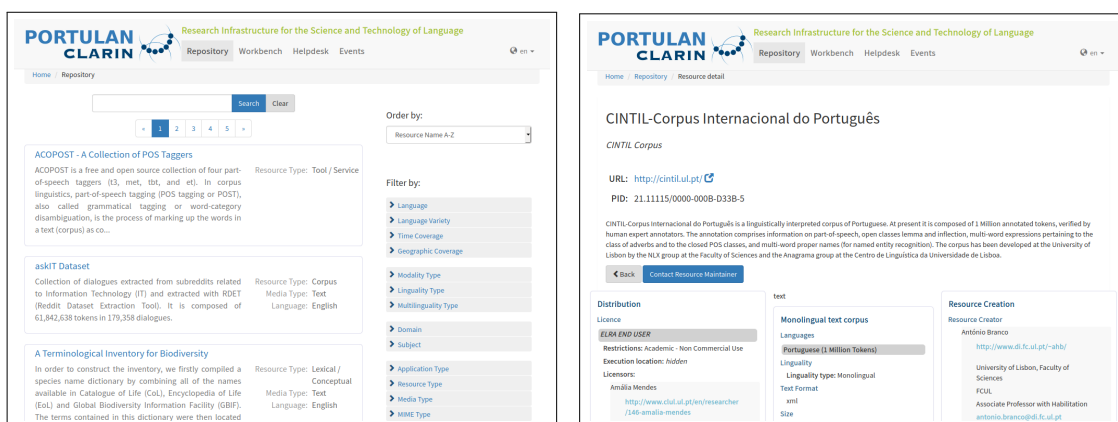 PORTULAN
CLARIN
Research Infrastructure for the Science and Technology of Language
Repository Workbench Helpdesk Events
en
Home / Repository
Search Clear
« 1 2 3 4 5 »
Order by:
Resource Name A-Z
ACOPOST - A Collection of POS Taggers
ACOPOST is a free and open source collection of four part-
of-speech taggers (t3, met, tbt, and et). In corpus
linguistics, part-of-speech tagging (POS tagging or POST),
also called grammatical tagging or word-category
disambiguation, is the process of marking up the words in
a text (corpus) as co...
Resource Type: Tool / Service
askIT Dataset
Collection of dialogues extracted from subreddits related
to Information Technology (IT) and extracted with RDET
(Reddit Dataset Extraction Tool). It is composed of
61,842,638 tokens in 179,358 dialogues.
Resource Type: Corpus
Media Type: Text
Language: English
A Terminological Inventory for Biodiversity
In order to construct the inventory, we firstly compiled a
species name dictionary by combining all of the names
available in Catalogue of Life (CoL), Encyclopedia of Life
(EoL) and Global Biodiversity Information Facility (GBIF).
The terms contained in this dictionary were then located
Resource Type: Lexical /
Conceptual
Media Type: Text
Language: English
Filter by:
Language
Language Variety
Time Coverage
Geographic Coverage
Modality Type
Linguality Type
Multilinguality Type
Domain
Subject
Application Type
Resource Type
Media Type
MIME Type
PORTULAN
CLARIN
Research Infrastructure for the Science and Technology of Language
Repository Workbench Helpdesk Events
en
Home / Repository / Resource detail
CINTIL-Corpus Internacional do Português
CINTIL Corpus
URL: http://cintil.ul.pt/
PID: 21.11115/0000-000B-D33B-5
CINTIL-Corpus Internacional do Português is a linguistically interpreted corpus of Portuguese. At present it is composed of 1 Million annotated tokens, verified by
human expert annotators. The annotation comprises information on part-of-speech, open classes lemma and inflection, multi-word expressions pertaining to the
class of adverbs and to the closed POS classes, and multi-word proper names (for named entity recognition). The corpus has been developed at the University of
Lisbon by the NLX group at the Faculty of Sciences and the Anagrama group at the Centro de Linguística da Universidade de Lisboa.
Back Contact Resource Maintainer
Distribution
Licence
ELRA END USER
Restrictions: Academic - Non Commercial Use
Execution location: hidden
Licensors:
Amália Mendes
http://www.clul.ul.pt/en/researcher
/146-amalia-mendes
text
Monolingual text corpus
Languages
Portuguese (1 Million Tokens)
Linguality
Linguality type: Monolingual
Text Format
xml
Size
Resource Creation
Resource Creator
António Branco
http://www.di.fc.ul.pt/~ahb/
University of Lisbon, Faculty of
Sciences
FCUL
Associate Professor with Habilitation
antonio.branco@di.fc.ul.pt